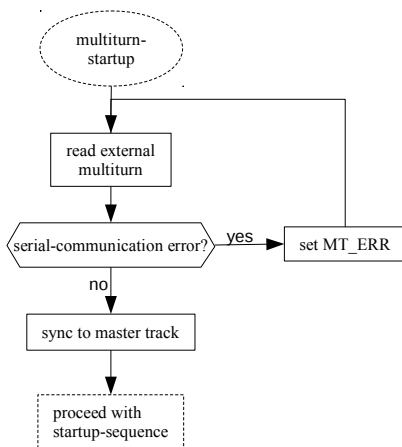 multiturn-
startup
read external
multiturn
serial-communication error?
yes
set MT_ERR
no
sync to master track
proceed with
startup-sequence